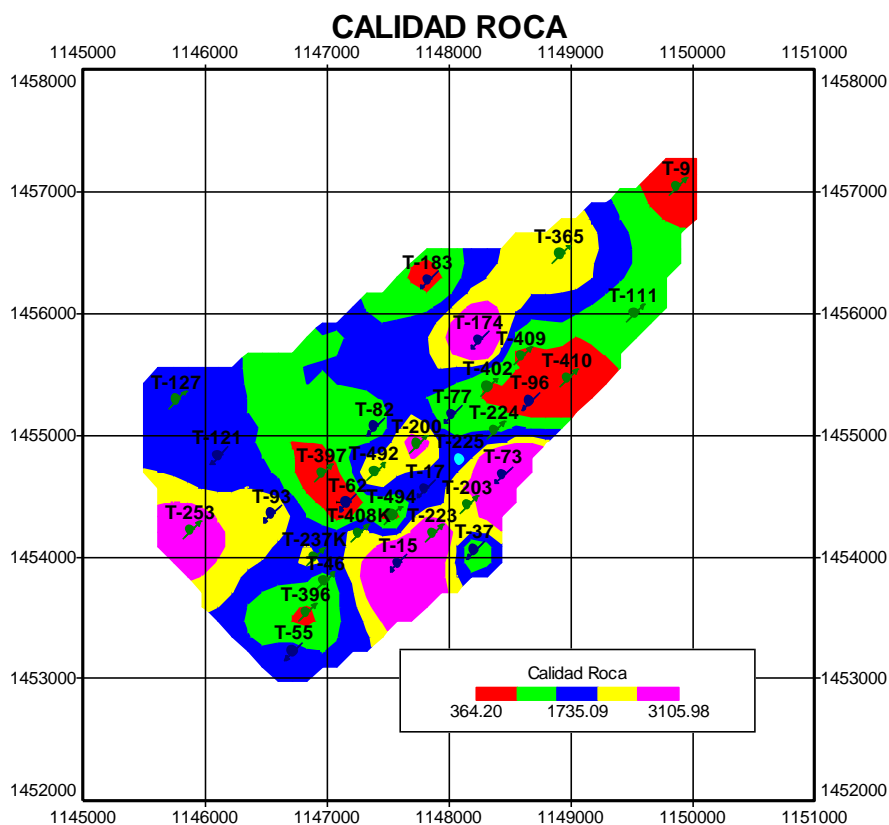 CALIDAD ROCA
1145000 1146000 1147000 1148000 1149000 1150000 1151000
1458000 1458000
1457000 1457000
T-9
T-365
T-183
1456000 1456000
T-111
T-174
T-409
T-410
T-402
T-127
T-96
T-77
T-82
T-224
T-200
1455000 1455000
T-121
T-225
T-397
T-492
T-73
T-17
T-62
T-203
T-93
T-494
T-253
T-408K
T-223
T-37
1454000 1454000
T-237K
T-15
T-46
T-396
T-55
1453000 1453000
Calidad Roca
364.20 1735.09 3105.98
1452000 1452000
1145000 1146000 1147000 1148000 1149000 1150000 1151000